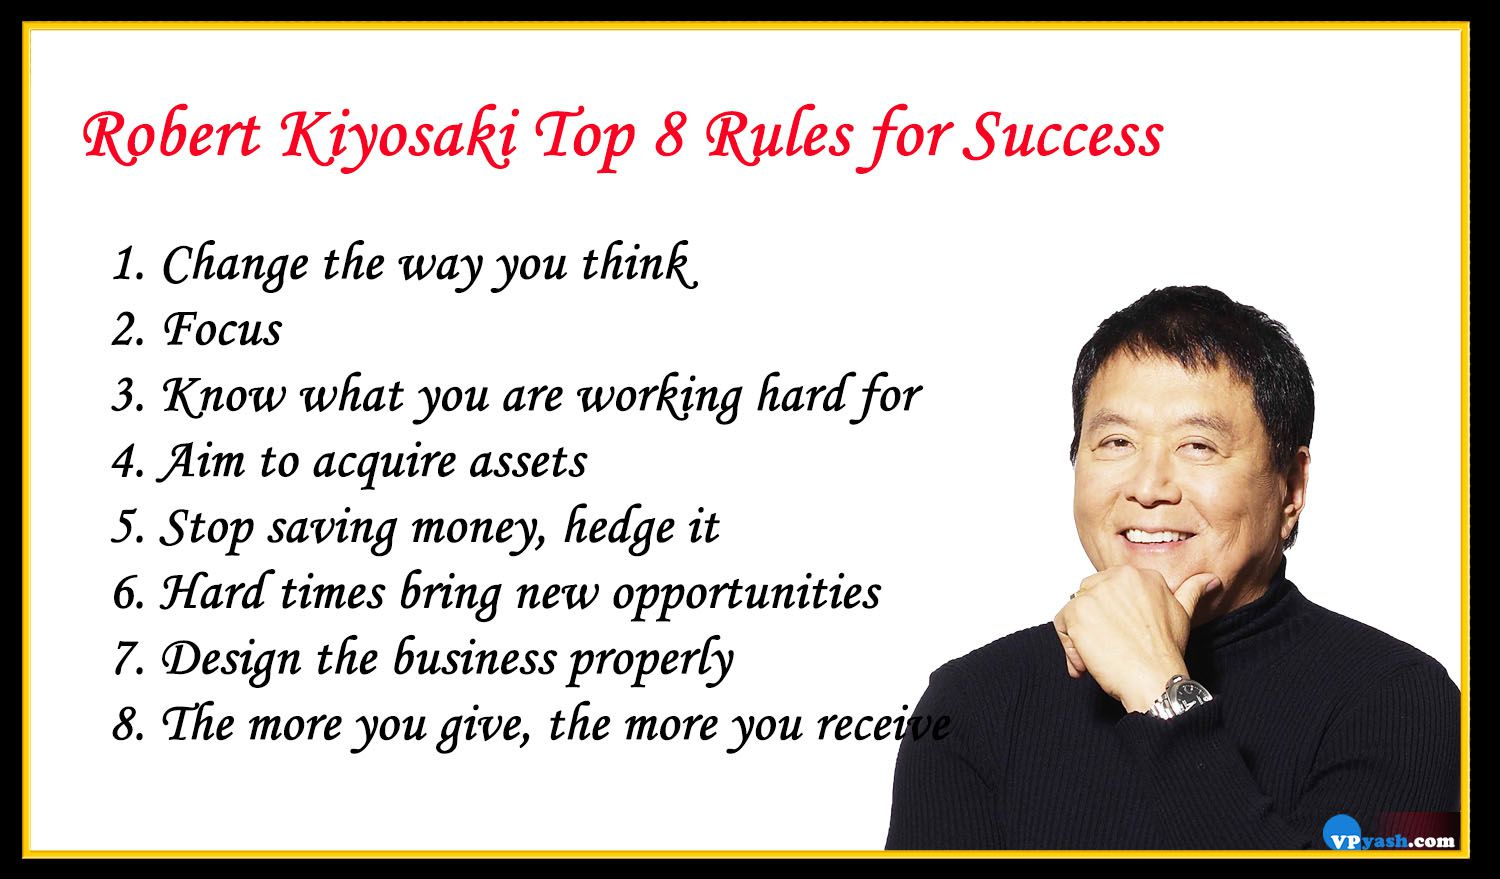 Robert Kiyosaki Top 8 Rules for Success
1. Change the way you think
2. Focus
3. Know what you are working hard for
4. Aim to acquire assets
5. Stop saving money, hedge it
6. Hard times bring new opportunities
7. Design the business properly
8. The more you give, the more you receive
VPyash.com